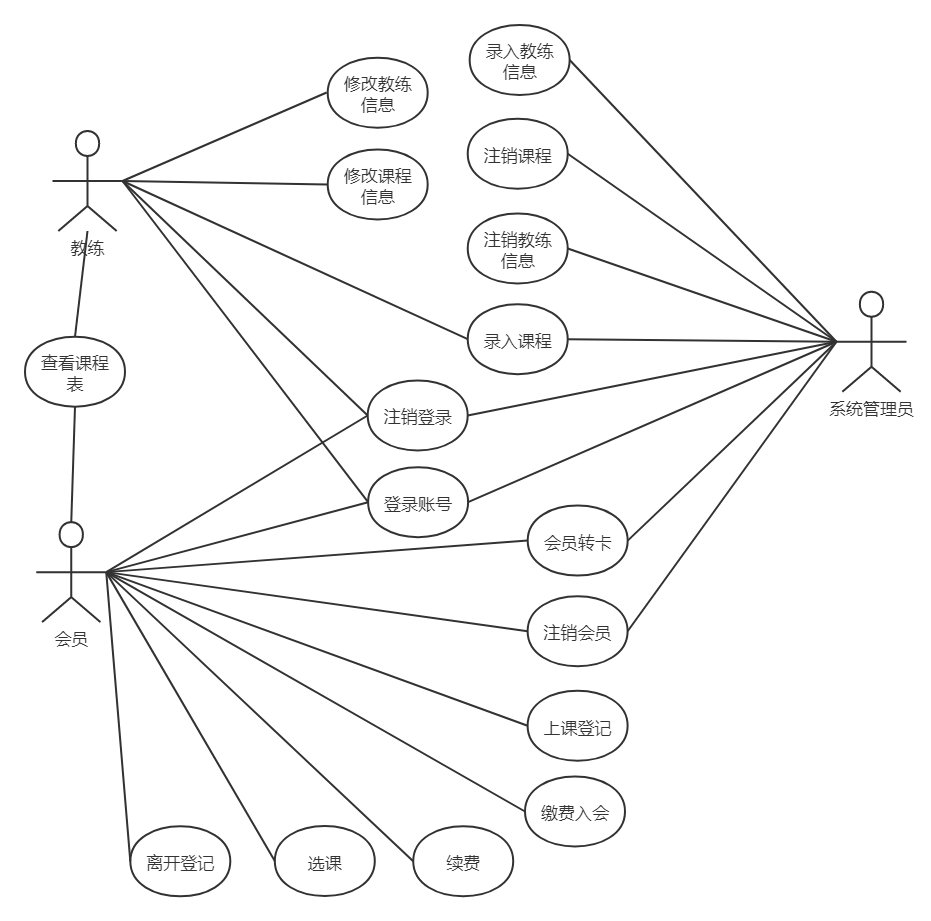 录入教练
信息
修改教练
信息
注销课程
修改课程
信息
教练
注销教练
信息
录入课程
查看课程
表
系统管理员
注销登录
登录账号
会员转卡
会员
注销会员
上课登记
缴费入会
离开登记
选课
续费